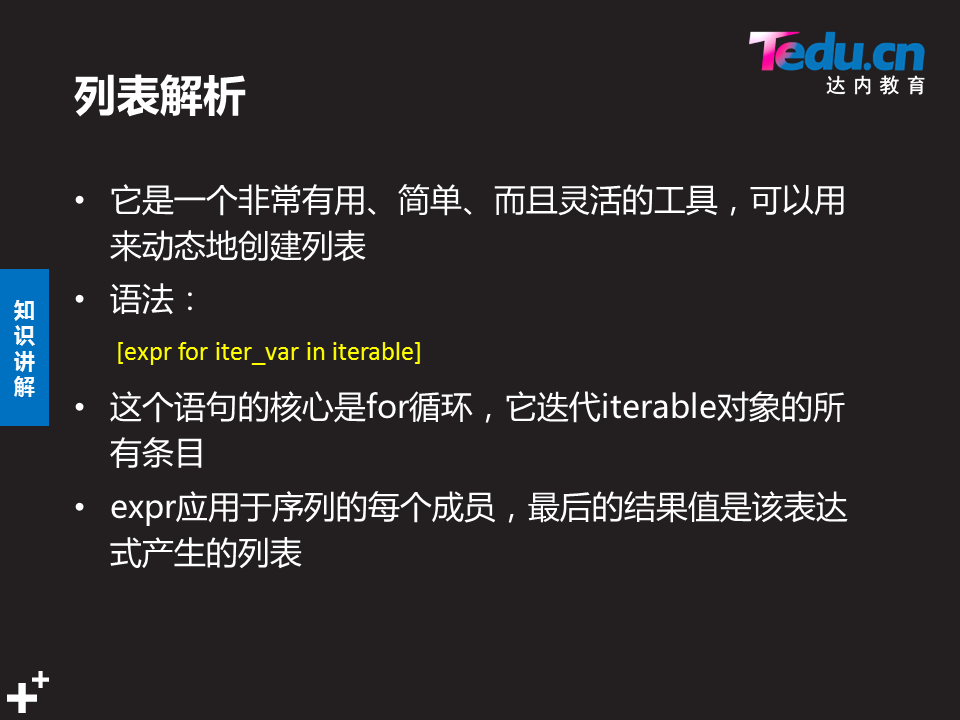 Tedu.cn
达内教育
列表解析
• 它是一个非常有用、简单、而且灵活的工具，可以用
来动态地创建列表
• 语法：
[expr for iter_var in iterable]
• 这个语句的核心是for循环，它迭代iterable对象的所
有条目
• expr应用于序列的每个成员，最后的结果值是该表达
式产生的列表
知
识
讲
解